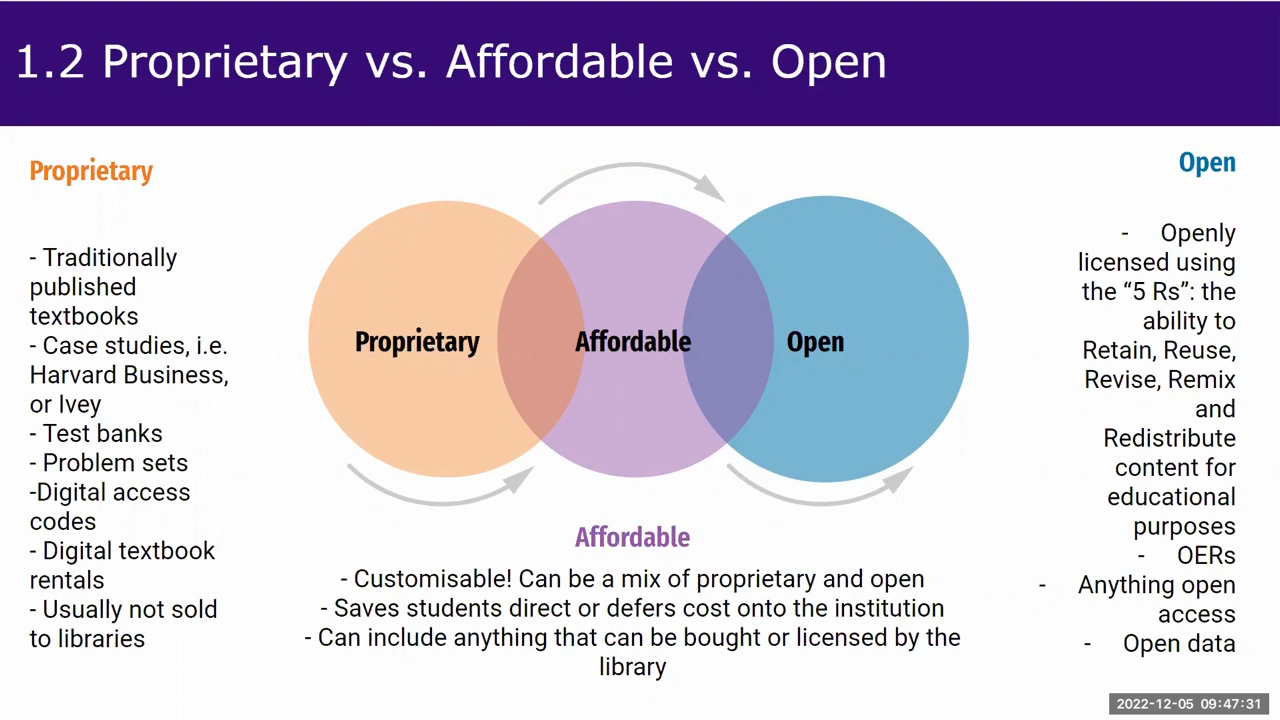 1.2 Proprietary vs. Affordable vs. Open
Proprietary
- Traditionally
published
textbooks
- Case studies, i.e.
Harvard Business,
or Ivey
- Test banks
- Problem sets
-Digital access
codes
- Digital textbook
rentals
- Usually not sold
to libraries
Proprietary
Affordable
Open
Affordable
- Customisable! Can be a mix of proprietary and open
- Saves students direct or defers cost onto the institution
- Can include anything that can be bought or licensed by the
library
Open
- Openly
licensed using
the “5 Rs”: the
ability to
Retain, Reuse,
Revise, Remix
and
Redistribute
content for
educational
purposes
- OERs
- Anything open
access
- Open data
2022-12-05 09:47:31